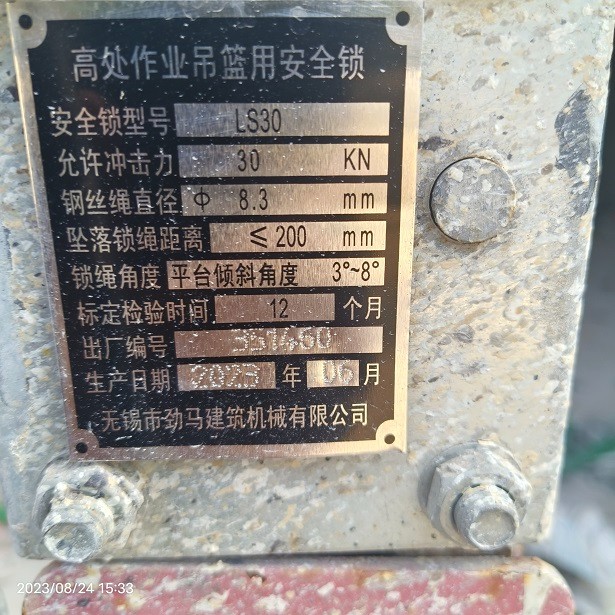 高处作业吊篮用安全锁
安全锁型号 LS30
允许冲击力 30 KN
钢丝绳直径 Φ 8.3 mm
坠落锁绳距离 ≤200 mm
锁绳角度 平台倾斜角度 3°~8°
标定检验时间 12 个月
出厂编号 351460
生产日期 2023 年 06 月
无锡市劲马建筑机械有限公司
2023/08/24 15:33